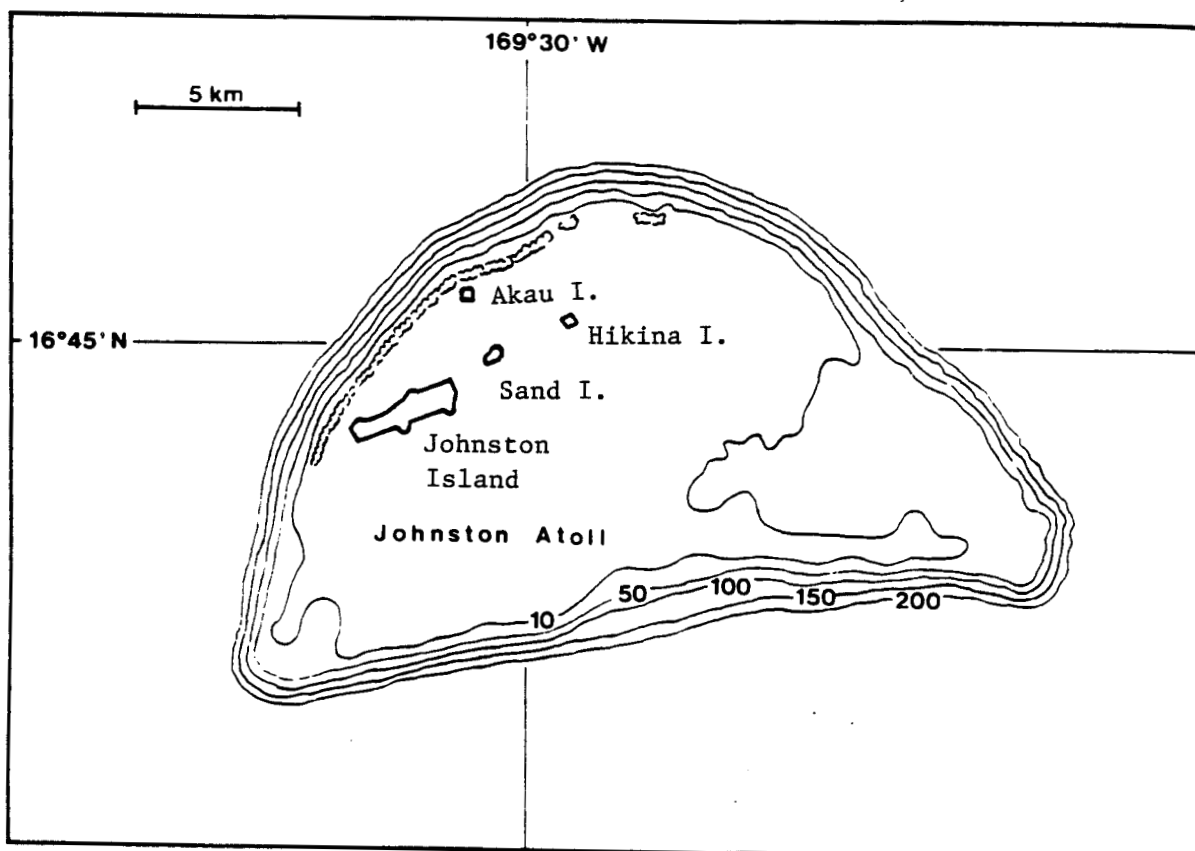 169°30' W
5 km
Akau I.
16°45' N
Hikina I.
Sand I.
Johnston
Island
Johnston Atoll
10
50
100
150
200